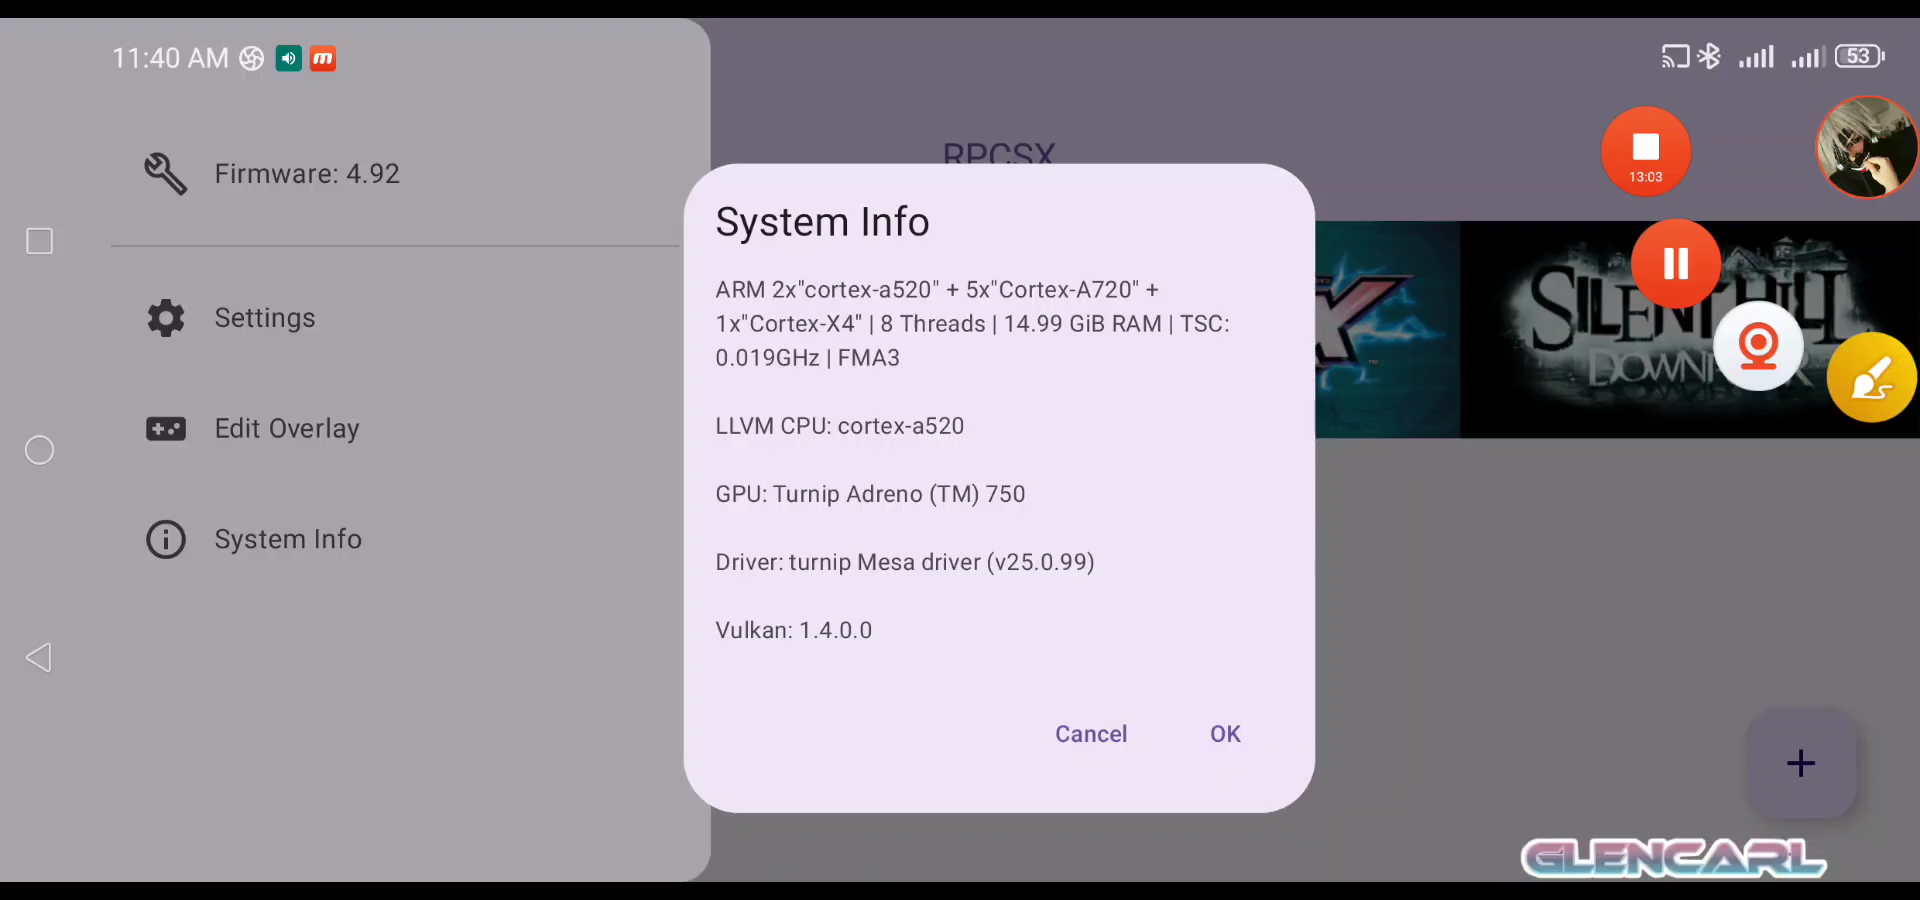 11:40 AM
m
53
Firmware: 4.92
RPCSX
13:03
System Info
ARM 2x"cortex-a520" + 5x"Cortex-A720" +
1x"Cortex-X4" | 8 Threads | 14.99 GiB RAM | TSC:
0.019GHz | FMA3
SILENT HILL
DOWNPOUR
Settings
LLVM CPU: cortex-a520
Edit Overlay
GPU: Turnip Adreno (TM) 750
System Info
Driver: turnip Mesa driver (v25.0.99)
Vulkan: 1.4.0.0
Cancel
OK
GLENCARL